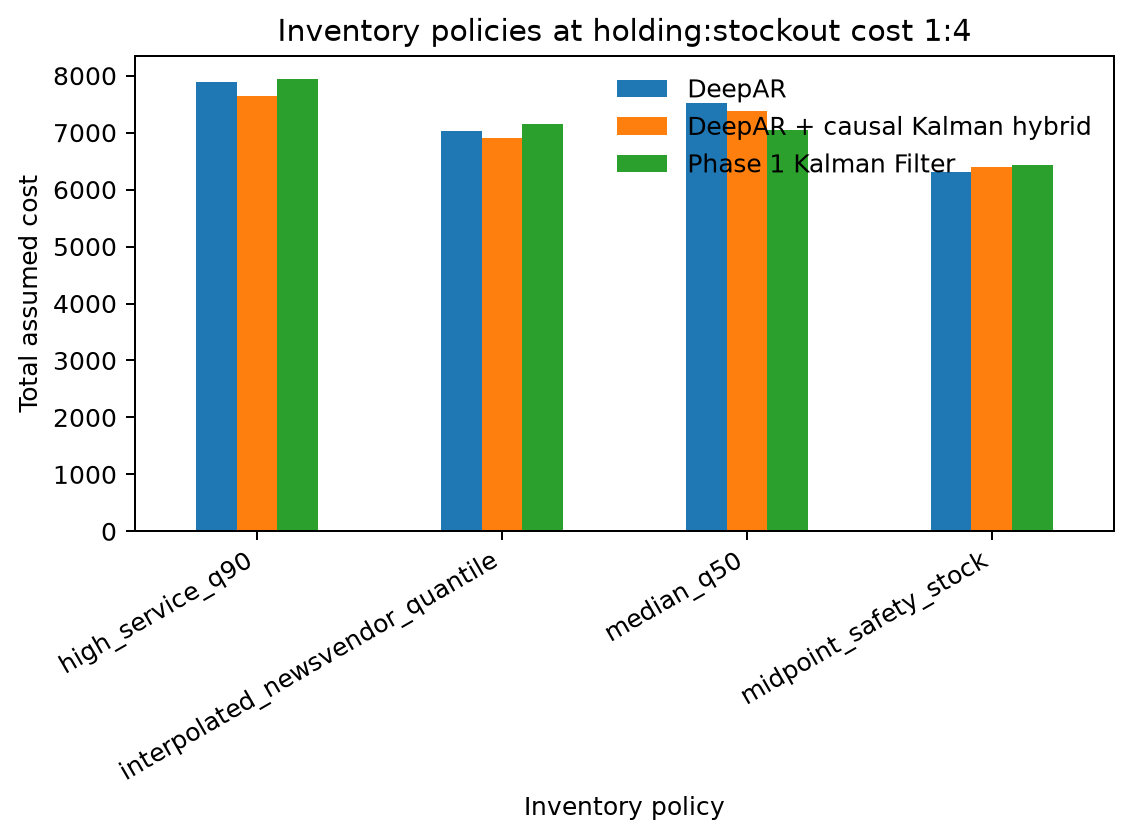 Inventory policies at holding:stockout cost 1:4
DeepAR
DeepAR + causal Kalman hybrid
Phase 1 Kalman Filter
Total assumed cost
8000
7000
6000
5000
4000
3000
2000
1000
0
high_service_q90
interpolated_newsvendor_quantile
median_q50
midpoint_safety_stock
Inventory policy